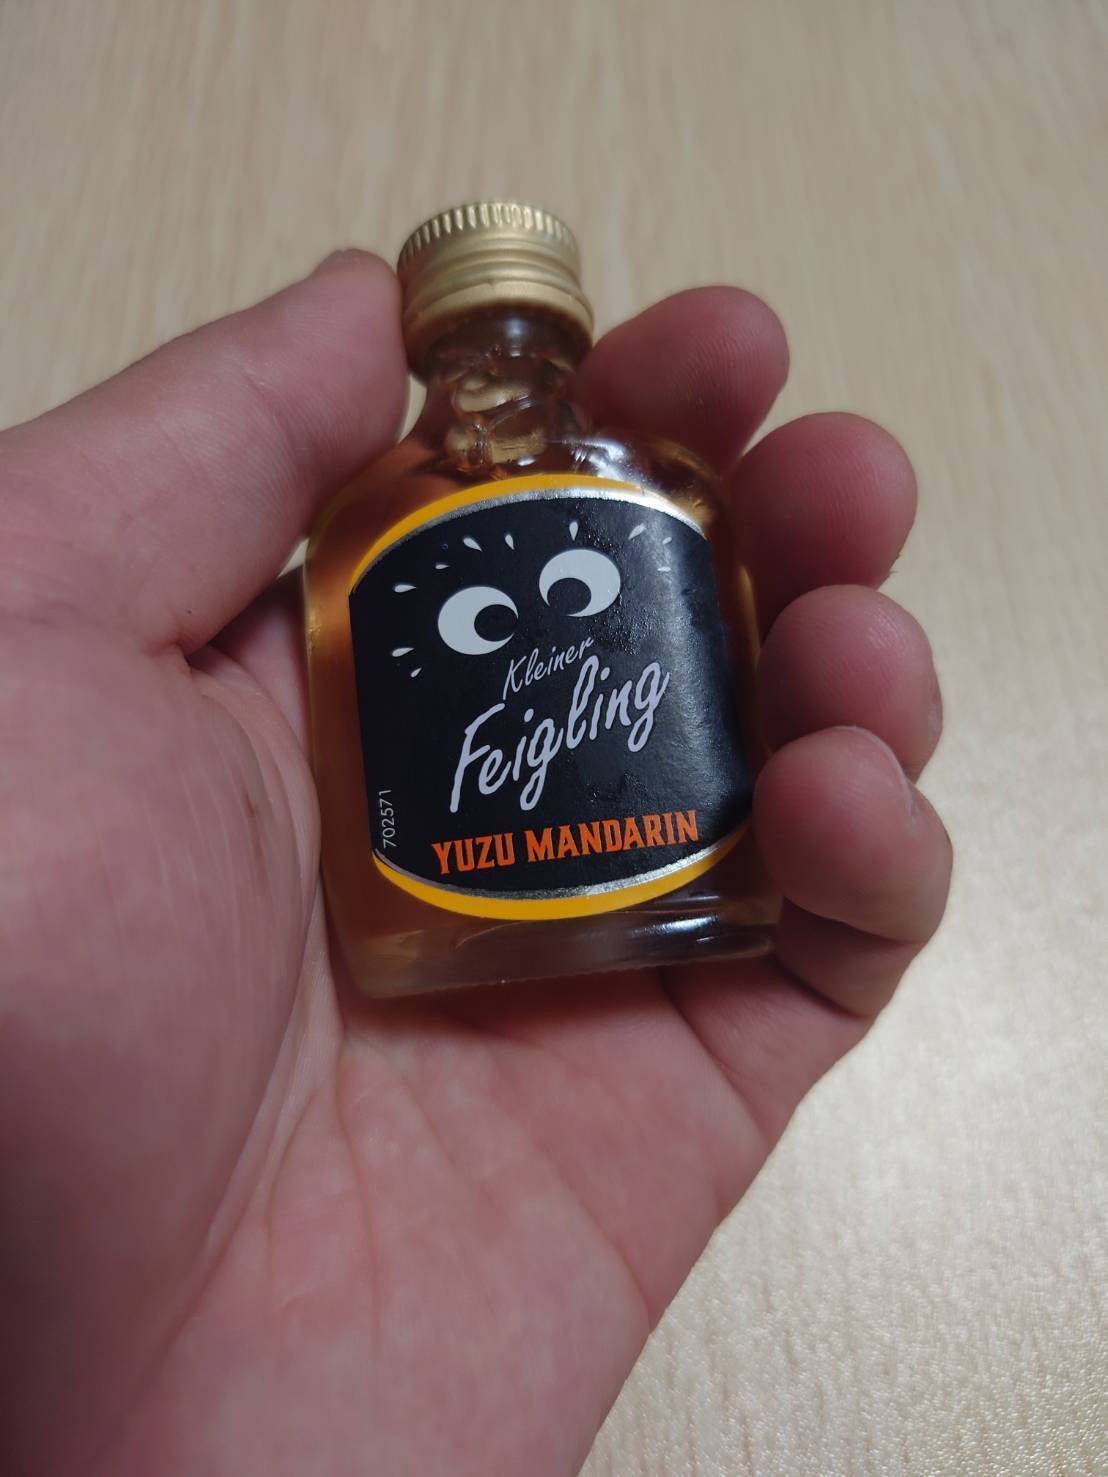 Kleiner
Feigling
YUZU MANDARIN
702571